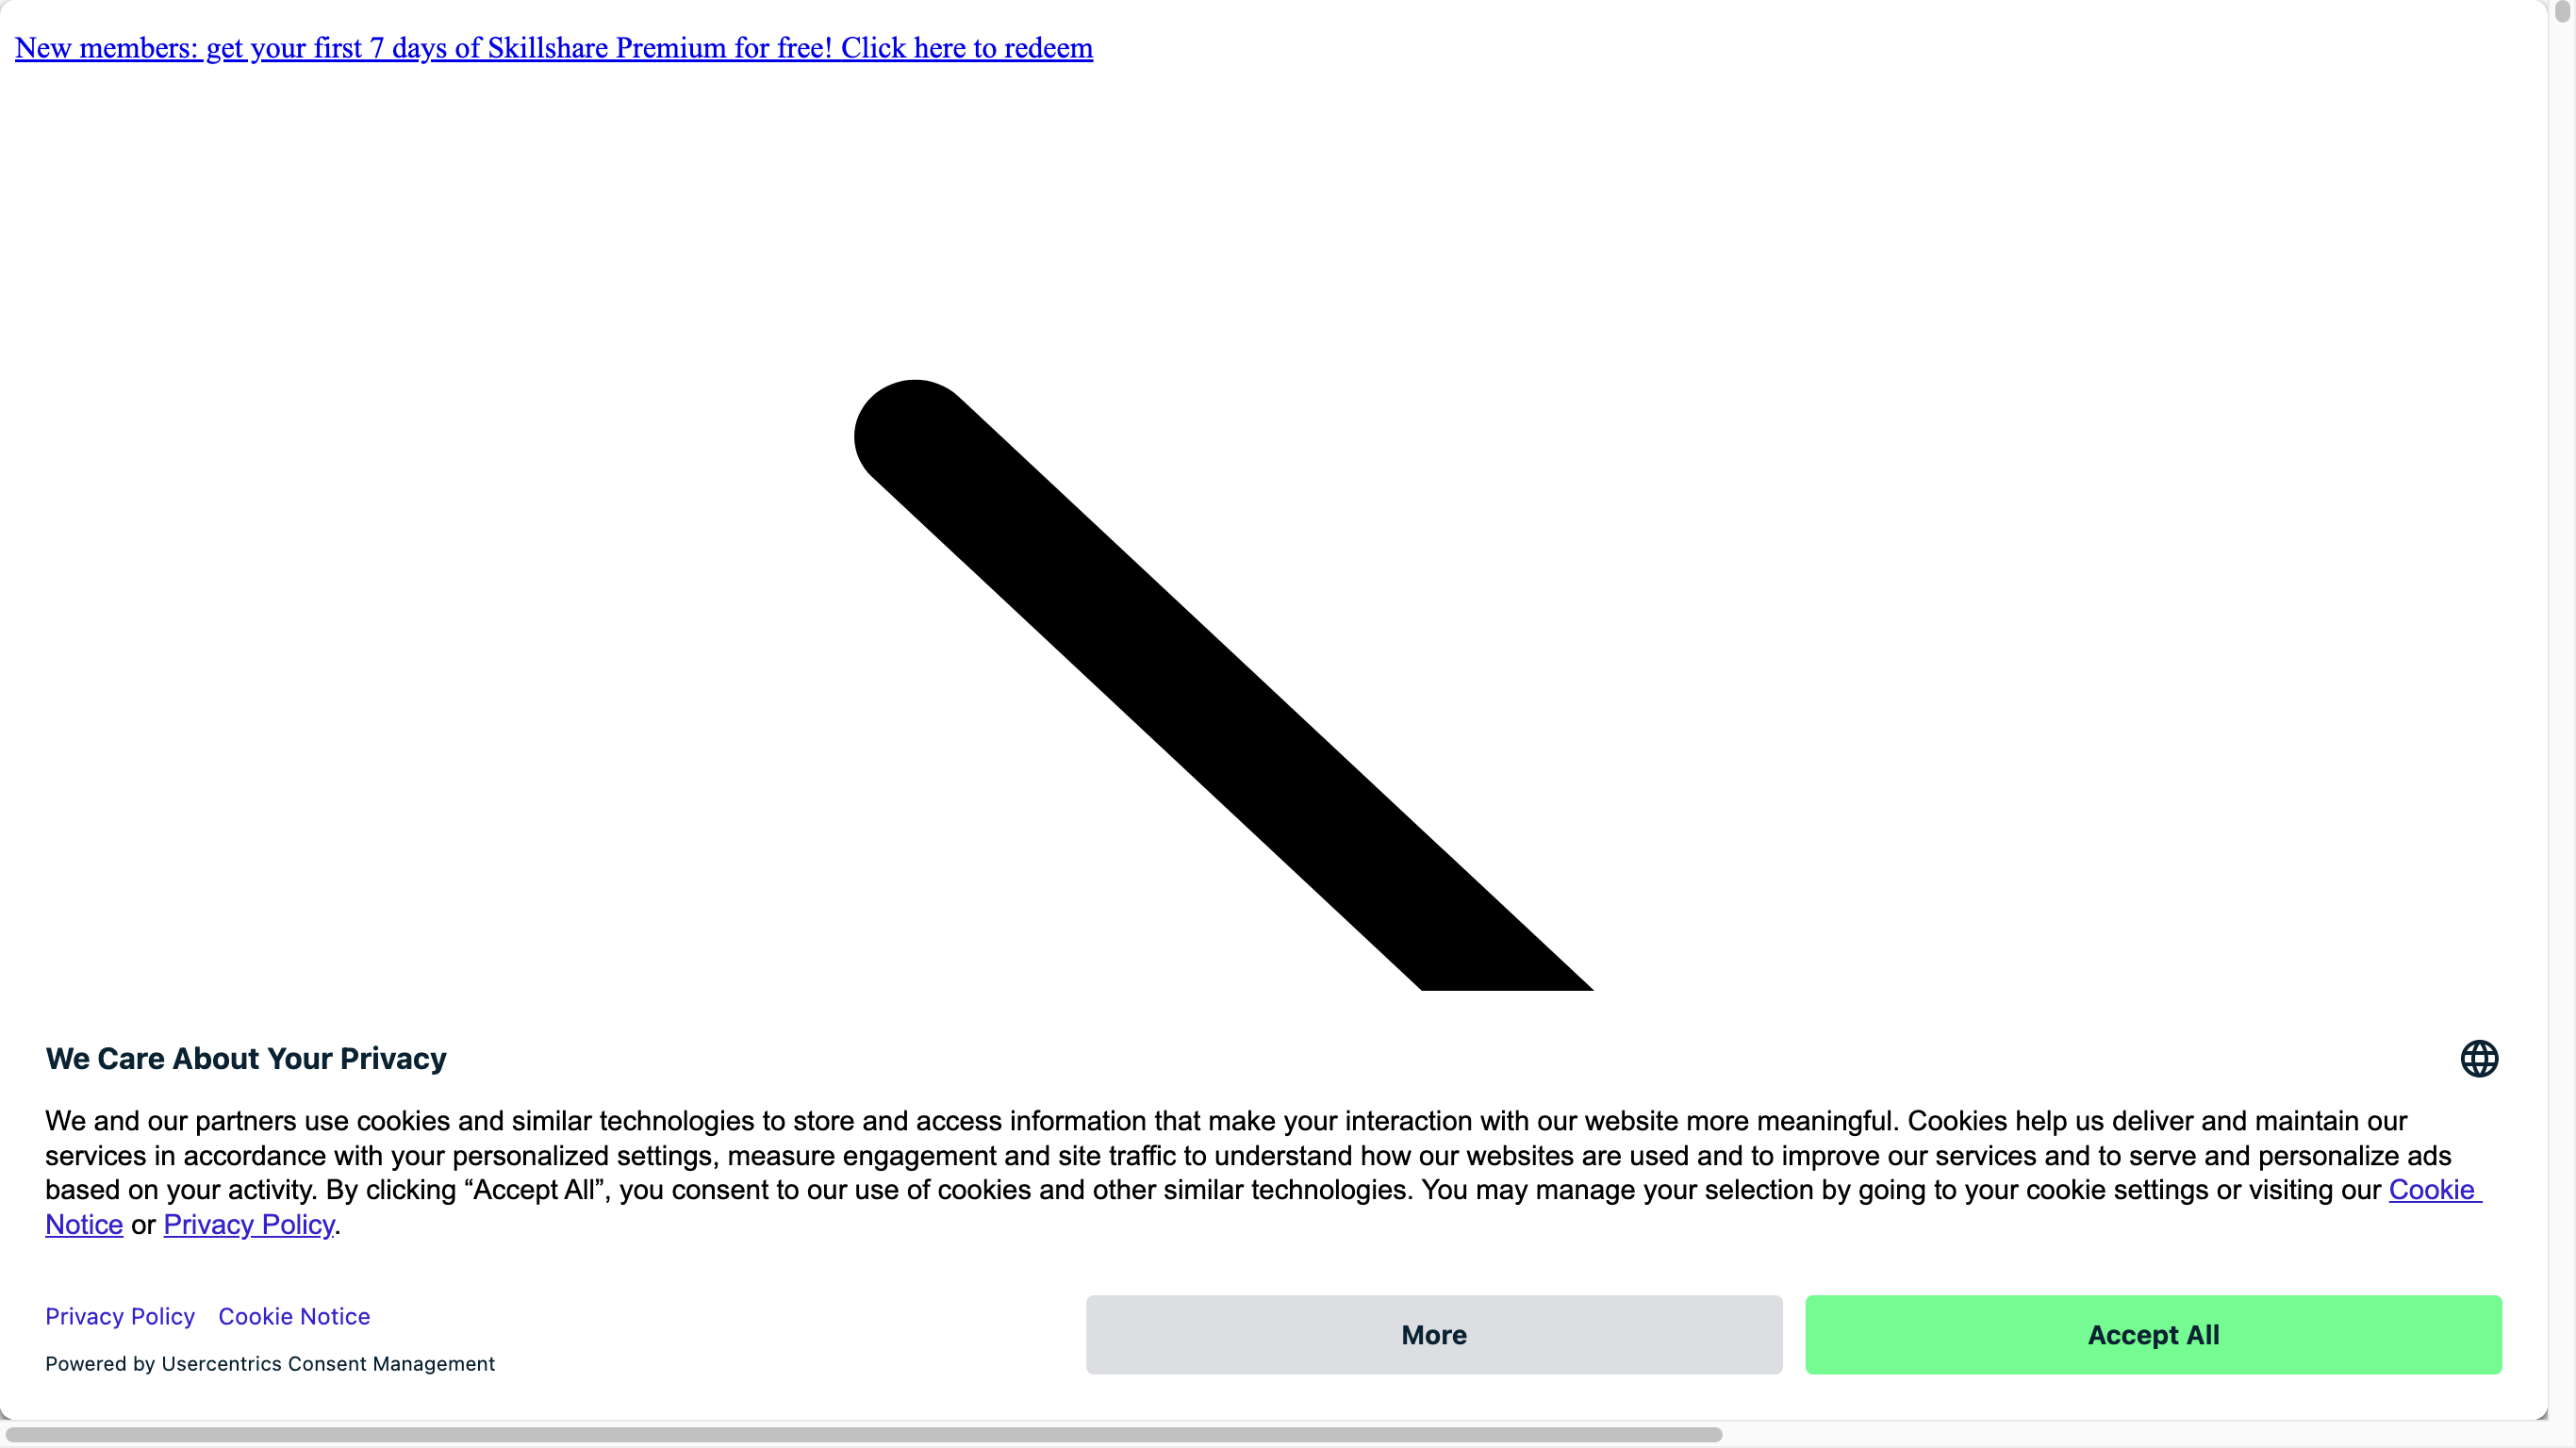 New members: get your first 7 days of Skillshare Premium for free! Click here to redeem
We Care About Your Privacy
We and our partners use cookies and similar technologies to store and access information that make your interaction with our website more meaningful. Cookies help us deliver and maintain our
services in accordance with your personalized settings, measure engagement and site traffic to understand how our websites are used and to improve our services and to serve and personalize ads
based on your activity. By clicking “Accept All”, you consent to our use of cookies and other similar technologies. You may manage your selection by going to your cookie settings or visiting our Cookie
Notice or Privacy Policy.
Privacy Policy Cookie Notice
More
Accept All
Powered by Usercentrics Consent Management